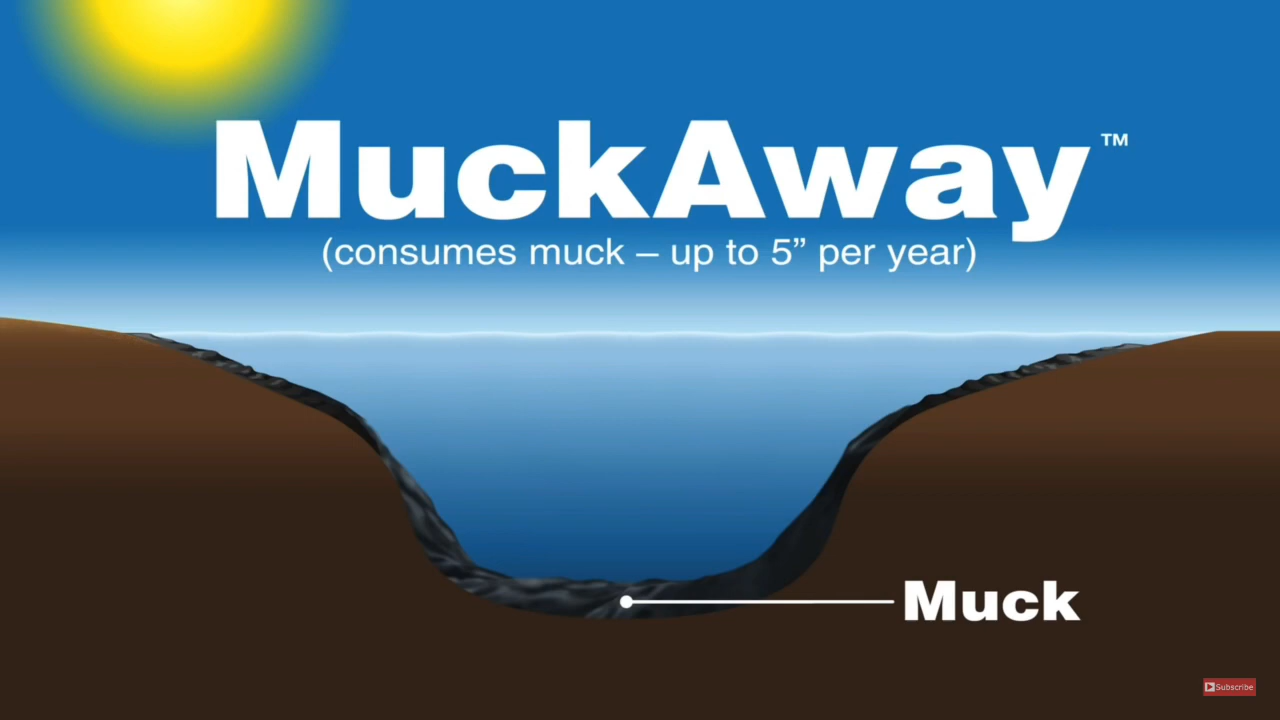 MuckAway™
(consumes muck – up to 5” per year)
Muck
Subscribe